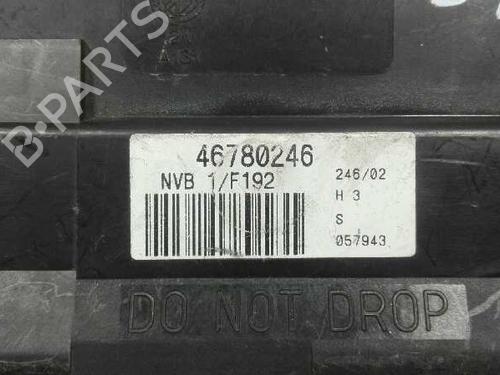 B-PARTS
46780246
NVB 1/F192
246/02
H 3
S
057943
DO NOT DROP